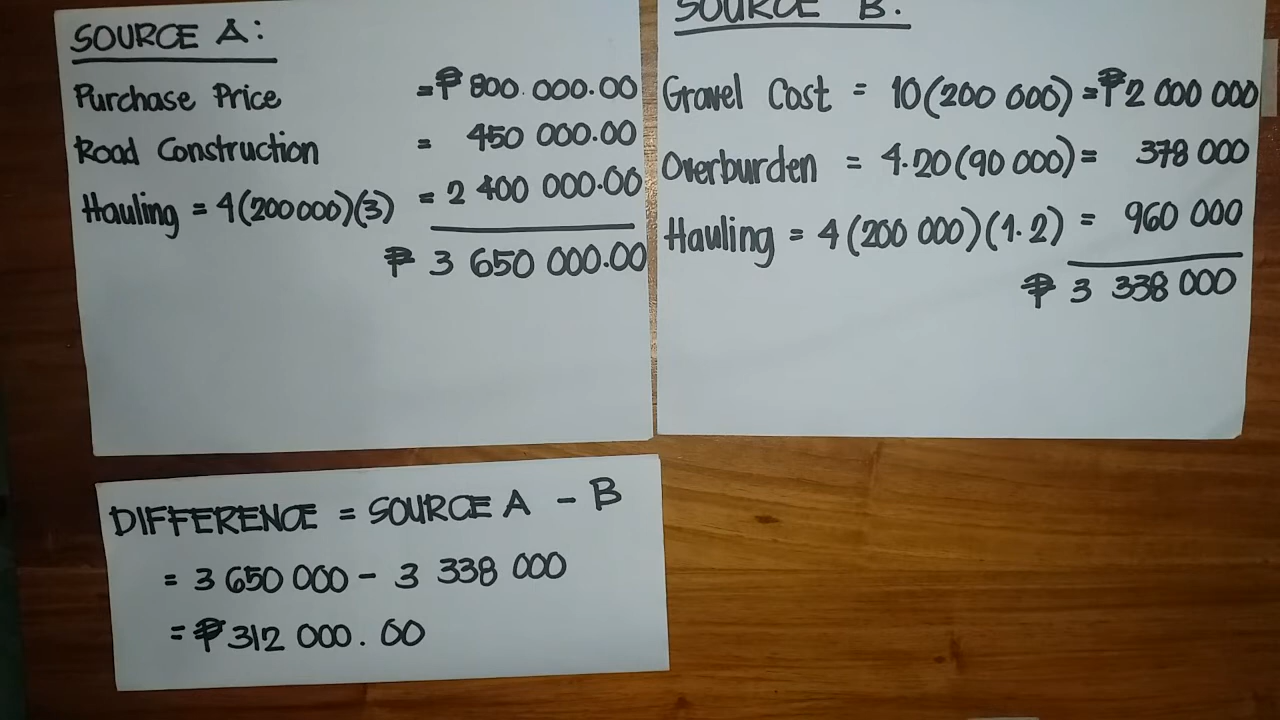 SOURCE A:
Purchase Price = ₱ 800.000.00
Road Construction = 450 000.00
Hauling = 4(200000)(3) = 2 400 000.00
₱ 3 650 000.00
SOURCE B:
Gravel Cost = 10(200 000) = ₱2 000 000
Overburden = 4.20(90 000) = 378 000
Hauling = 4(200 000)(1.2) = 960 000
₱ 3 338 000
DIFFERENCE = SOURCE A - B
= 3 650 000 - 3 338 000
= ₱312 000.00